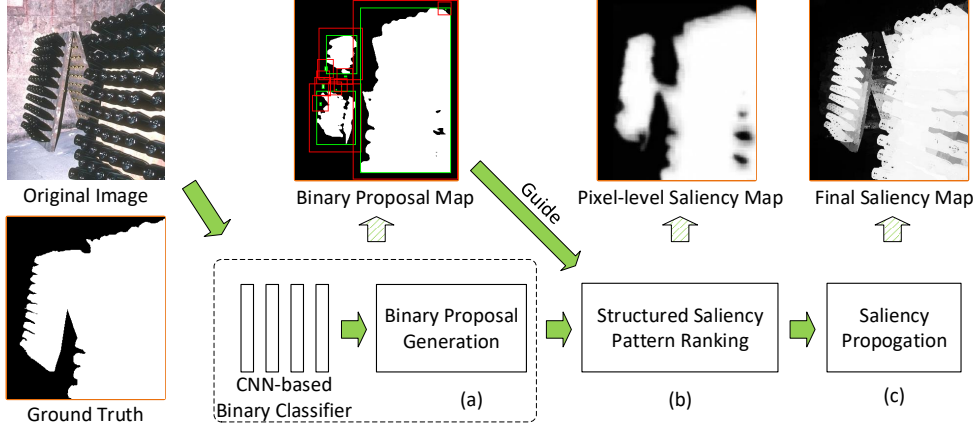 Original Image
Binary Proposal Map
Pixel-level Saliency Map
Final Saliency Map
Guide
Binary Proposal
Generation
Structured Saliency
Pattern Ranking
Saliency
Propogation
CNN-based
Binary Classifier
(a)
(b)
(c)
Ground Truth